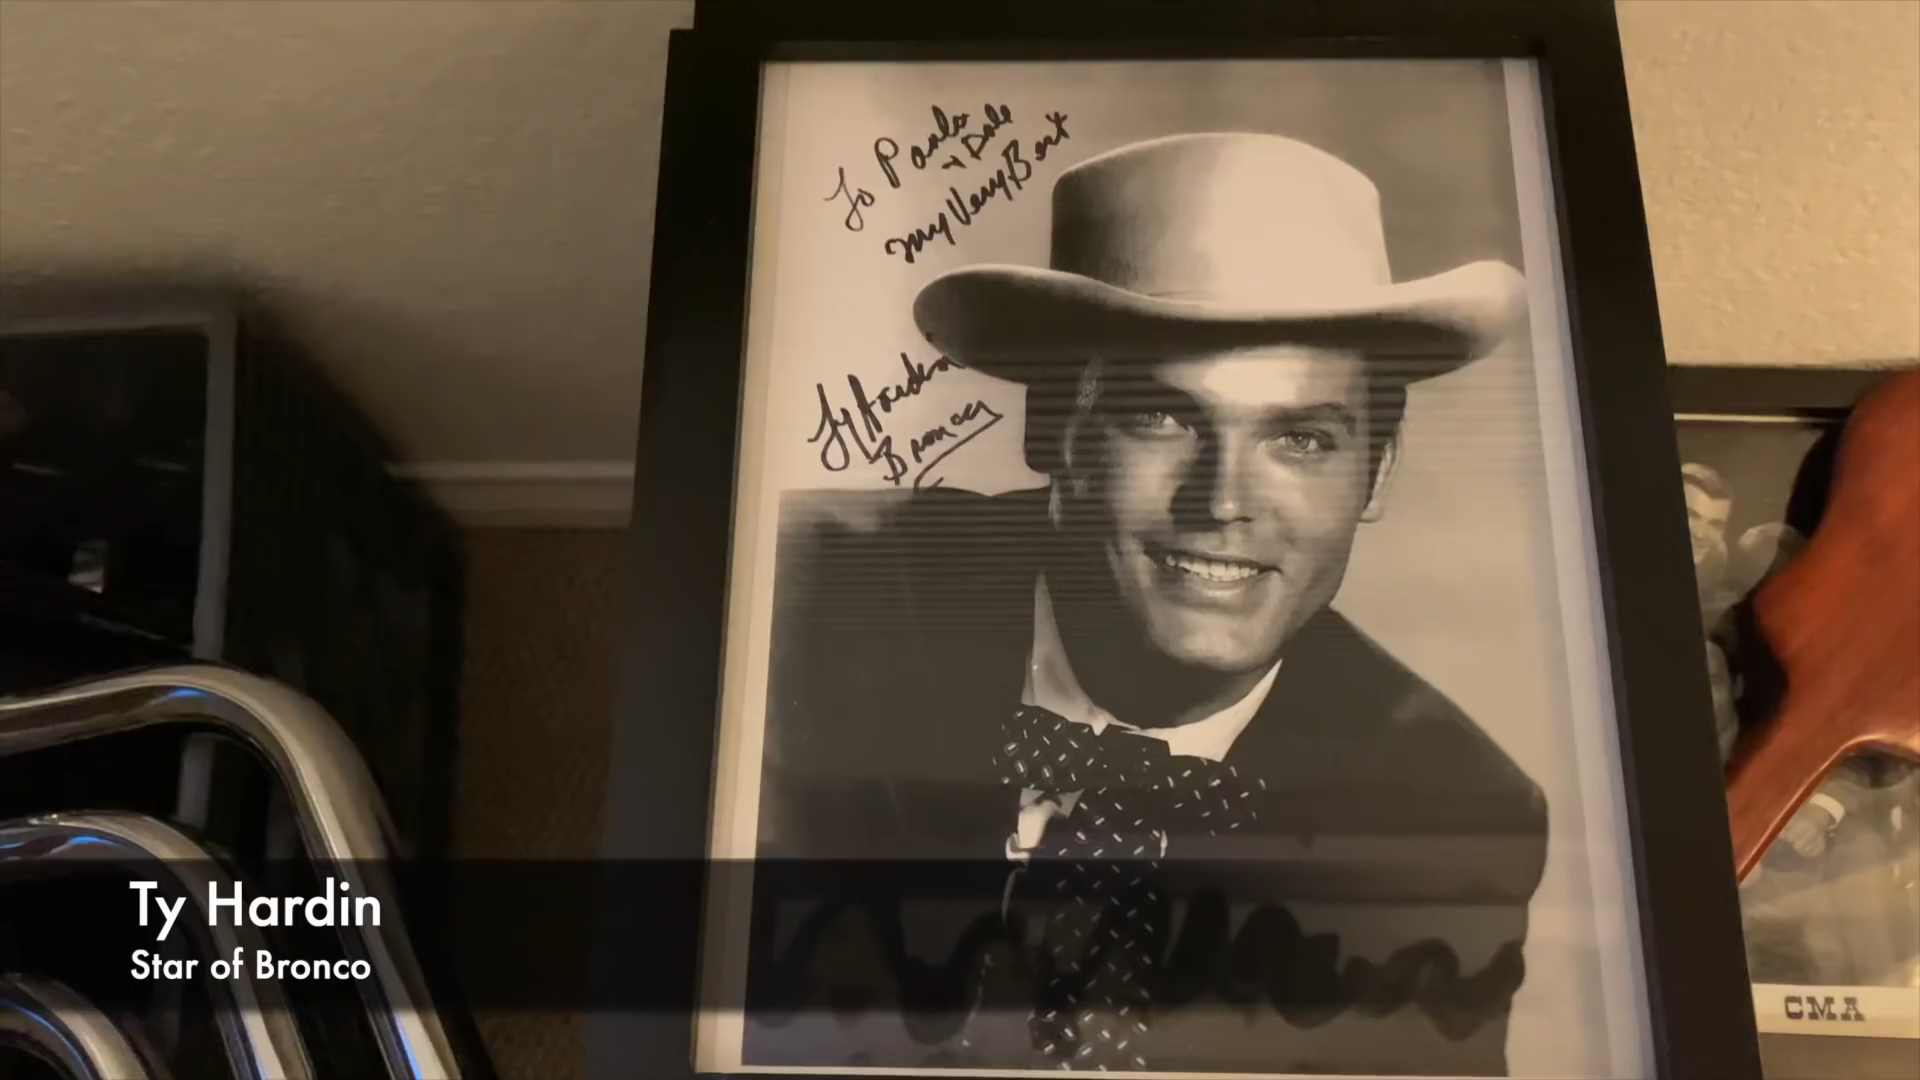 To Paula
+ Dale
my Very Best
Ty Hardin
Bronco
Ty Hardin
Star of Bronco
CMA